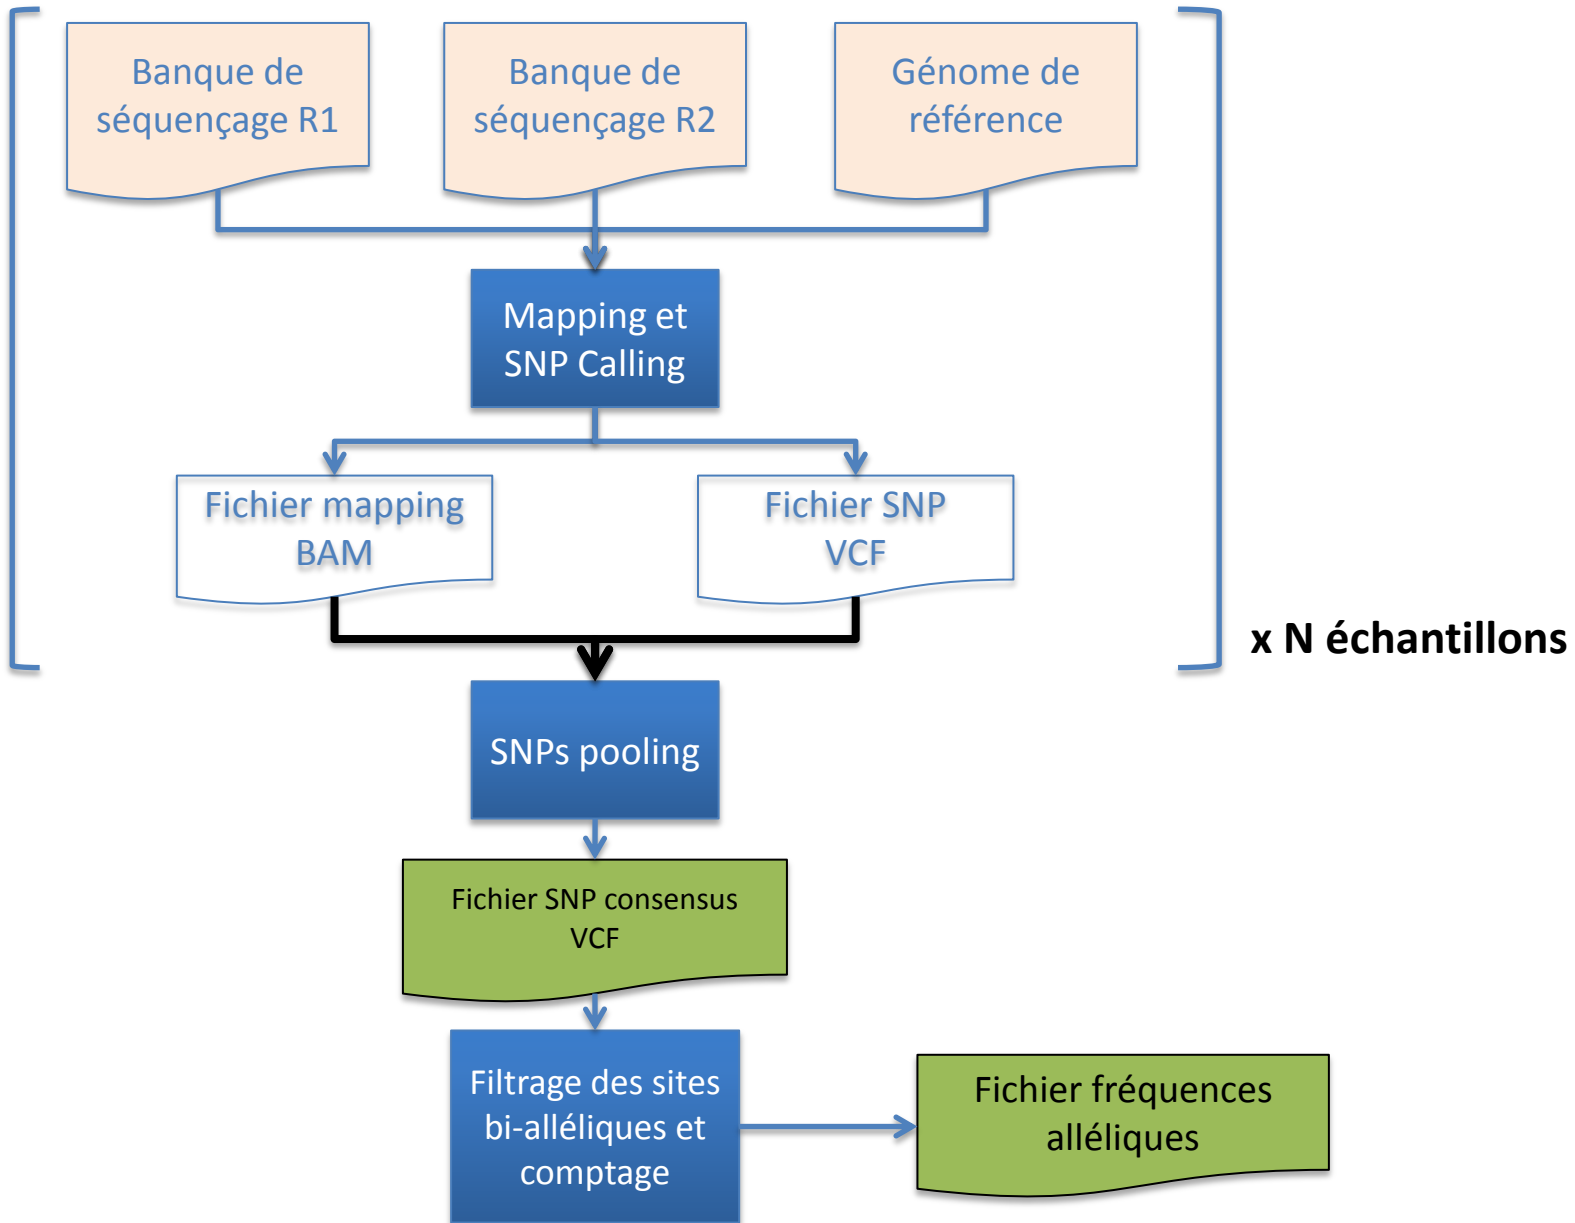 Banque de
séquençage R1
Banque de
séquençage R2
Génome de
référence
Mapping et
SNP Calling
Fichier mapping
BAM
Fichier SNP
VCF
x N échantillons
SNPs pooling
Fichier SNP consensus
VCF
Filtrage des sites
bi-alléliques et
comptage
Fichier fréquences
alléliques